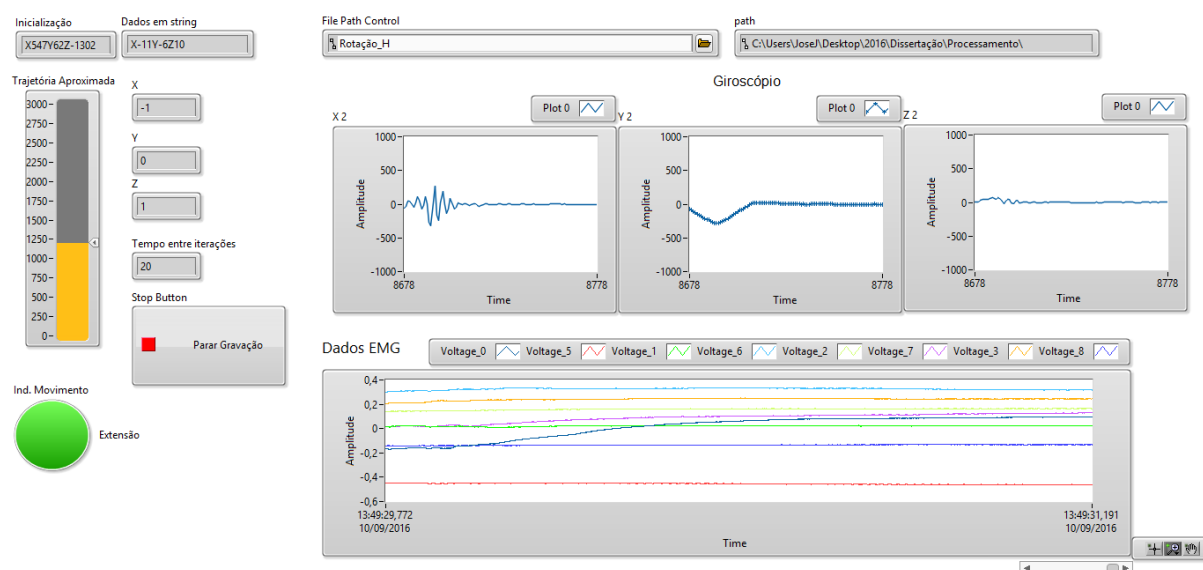 Inicialização
X547Y62Z-1302
Dados em string
X-11Y-6Z10
File Path Control
Rotação_H
path
C:\Users\JoseJ\Desktop\2016\Dissertação\Processamento\
Trajetória Aproximada
3000
2750
2500
2250
2000
1750
1500
1250
1000
750
500
250
0
X
-1
Y
0
Z
1
Tempo entre iterações
20
Stop Button
Parar Gravação
Ind. Movimento
Extensão
Giroscópio
X 2
Plot 0
1000
500
0
-500
-1000
Amplitude
8678
8778
Time
Y 2
Plot 0
1000
500
0
-500
-1000
Amplitude
8678
8778
Time
Z 2
Plot 0
1000
500
0
-500
-1000
Amplitude
8678
8778
Time
Dados EMG
Voltage_0 Voltage_5 Voltage_1 Voltage_6 Voltage_2 Voltage_7 Voltage_3 Voltage_8
0,4
0,2
0
-0,2
-0,4
-0,6
Amplitude
13:49:29,772
10/09/2016
13:49:31,191
10/09/2016
Time